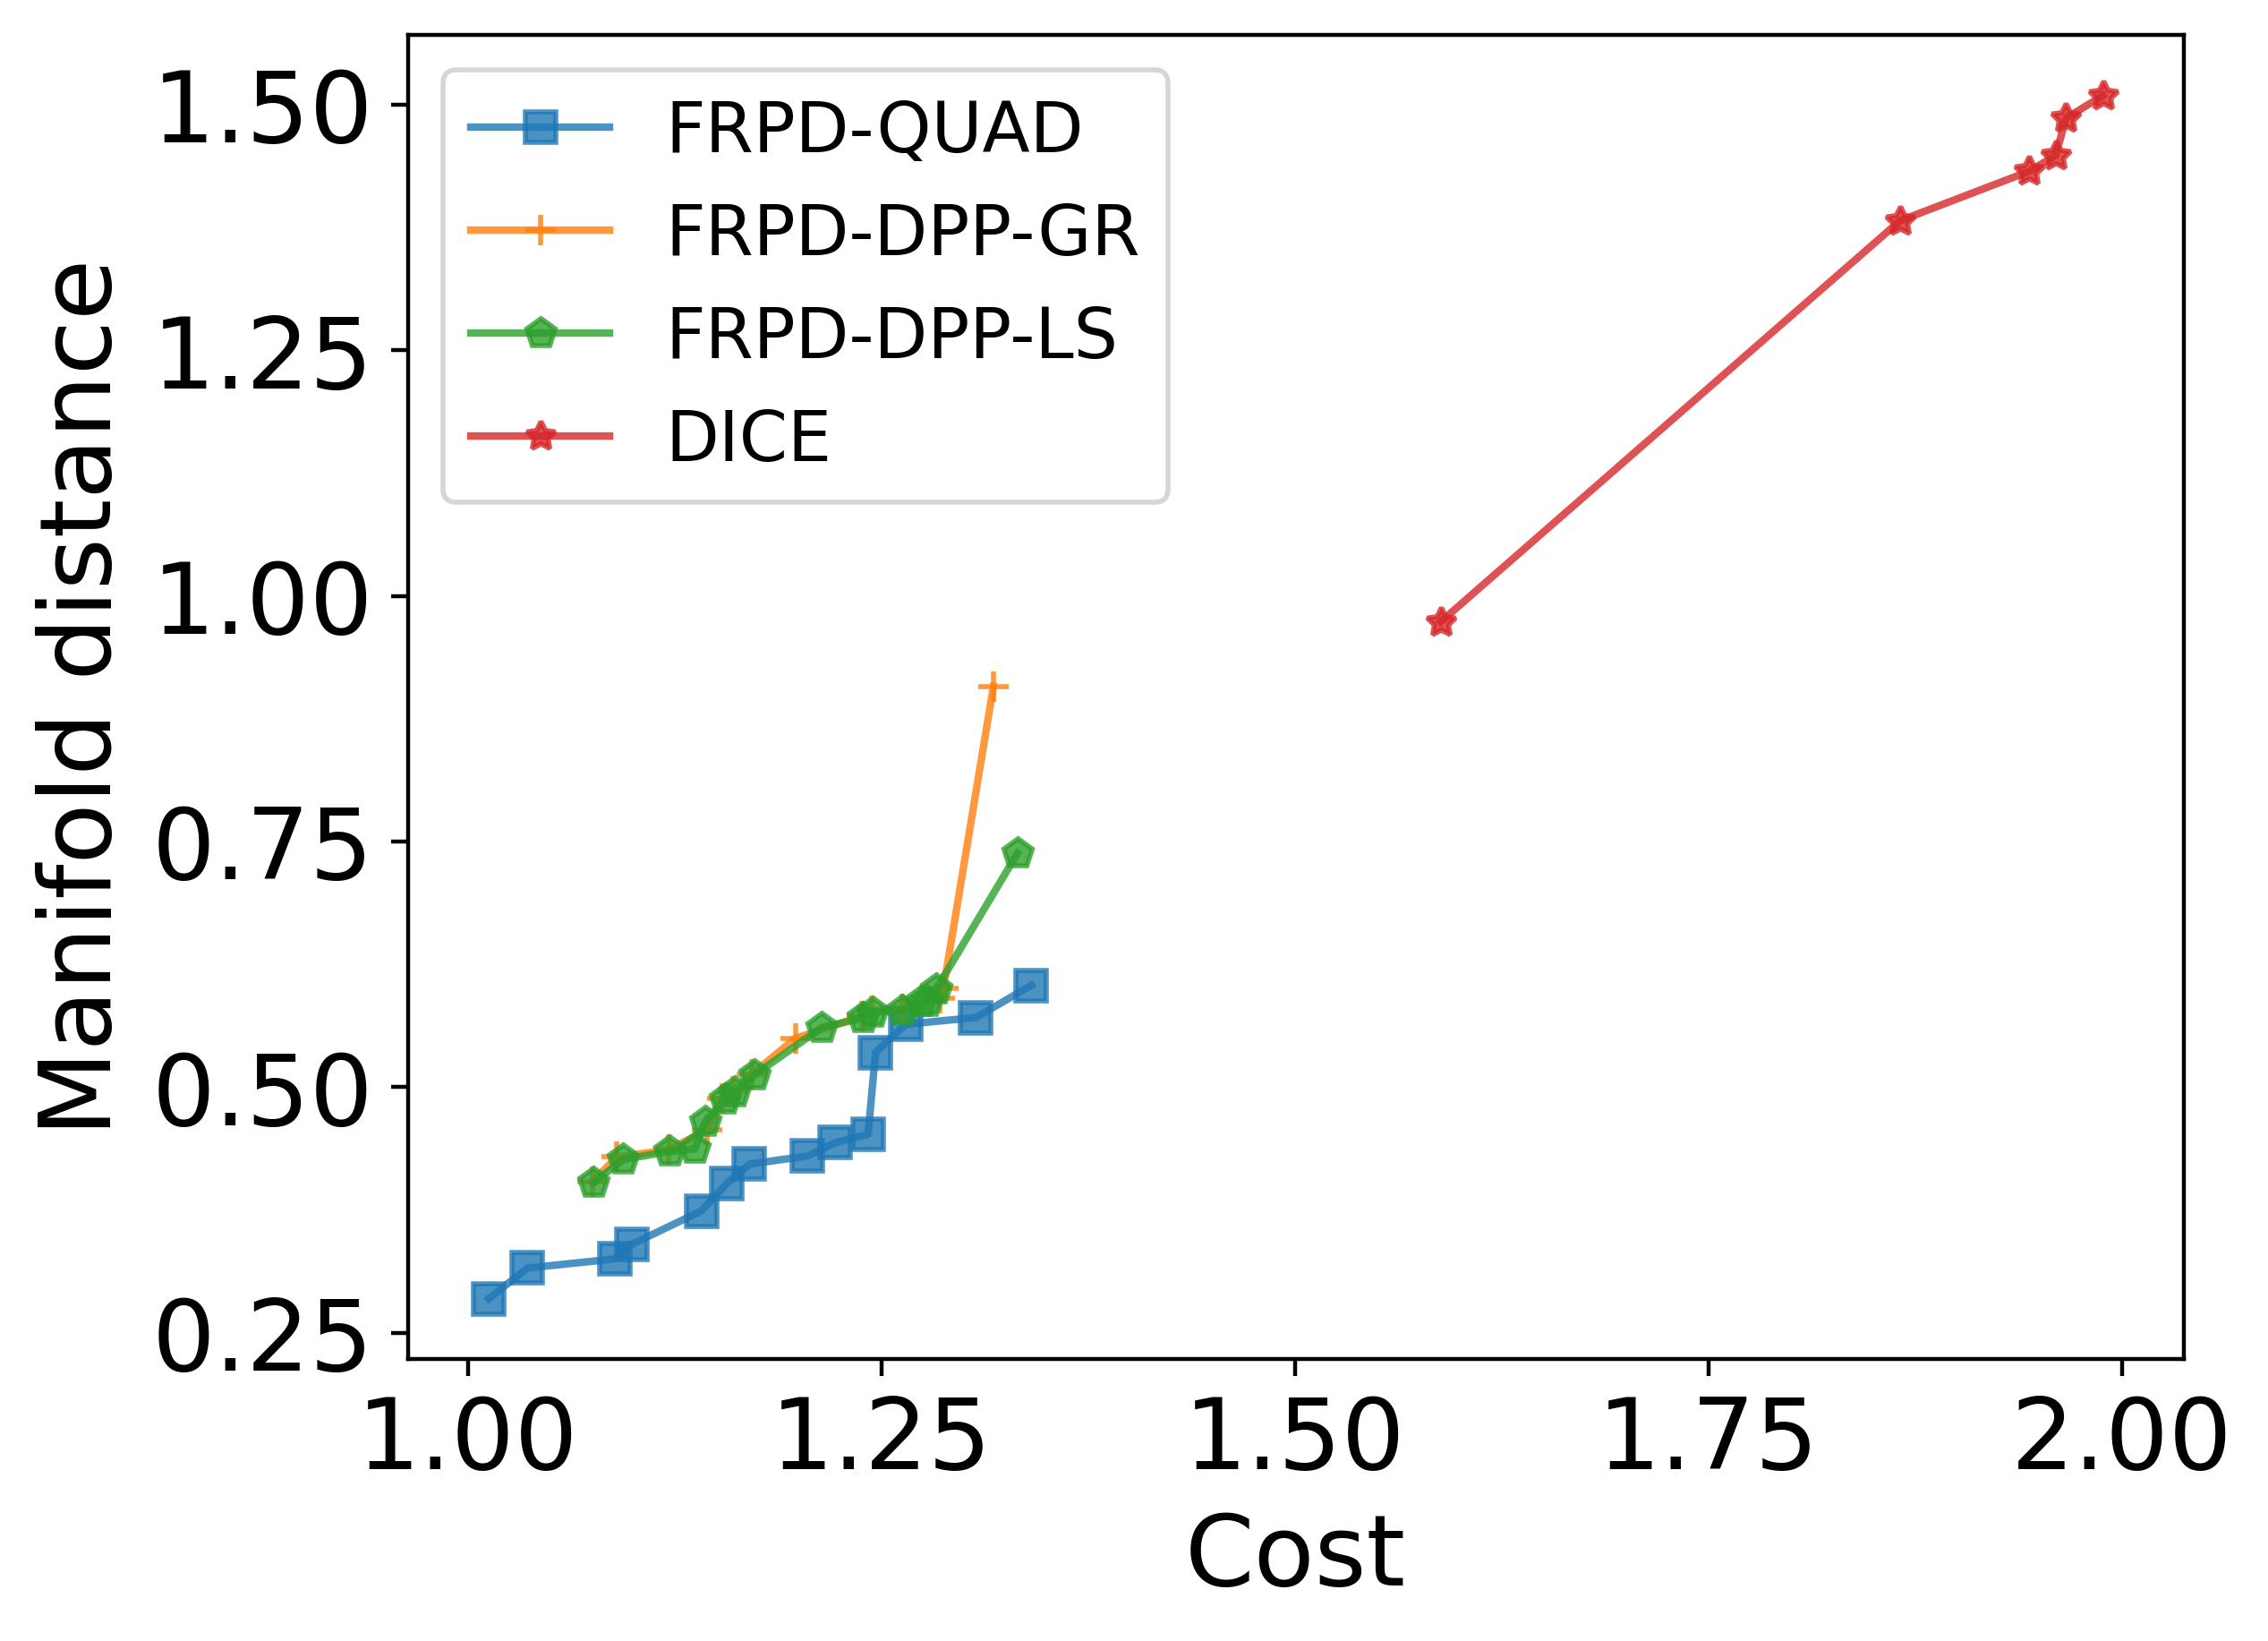 Manifold distance
1.50
1.25
1.00
0.75
0.50
0.25
FRPD-QUAD
FRPD-DPP-GR
FRPD-DPP-LS
DICE
1.00 1.25 1.50 1.75 2.00
Cost